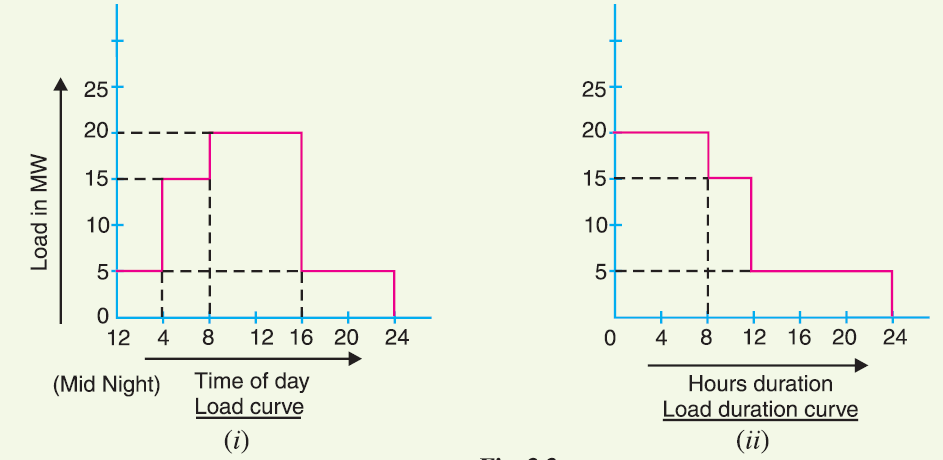 25
20
15
10
5
0
Load in MW
12 4 8 12 16 20 24
(Mid Night)
Time of day
Load curve
(i)
25
20
15
10
5
0 4 8 12 16 20 24
Hours duration
Load duration curve
(ii)